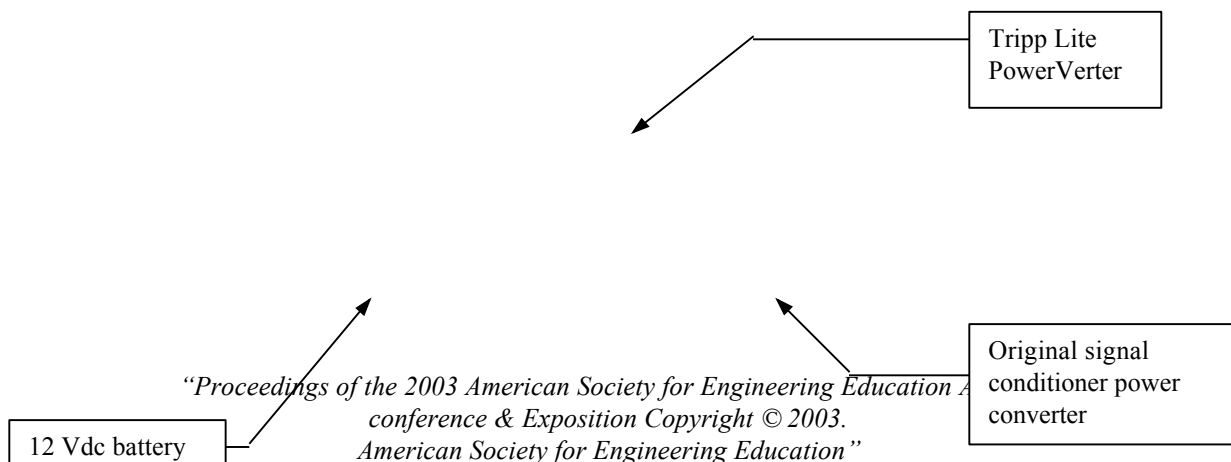 Tripp Lite
PowerVerter
Original signal
conditioner power
converter
“Proceedings of the 2003 American Society for Engineering Education A
conference & Exposition Copyright © 2003.
American Society for Engineering Education”
12 Vdc battery